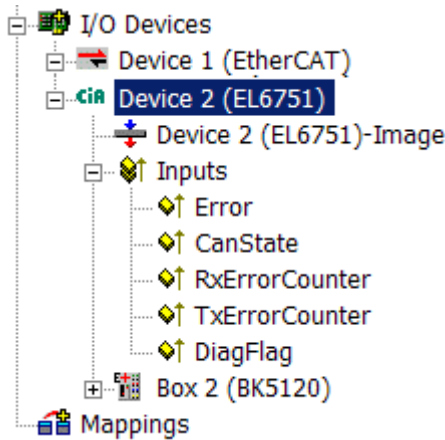 I/O Devices
Device 1 (EtherCAT)
CiA Device 2 (EL6751)
Device 2 (EL6751)-Image
Inputs
Error
CanState
RxErrorCounter
TxErrorCounter
DiagFlag
Box 2 (BK5120)
Mappings